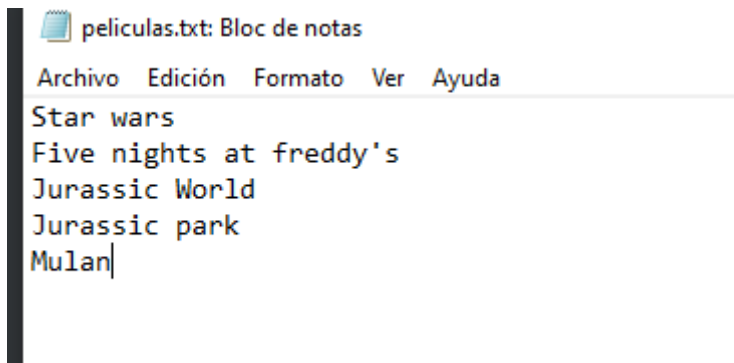 peliculas.txt: Bloc de notas
Archivo Edición Formato Ver Ayuda
Star wars
Five nights at freddy's
Jurassic World
Jurassic park
Mulan